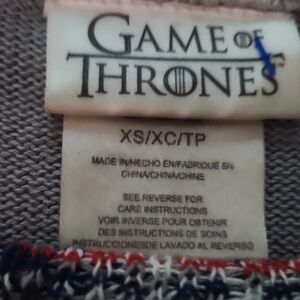 GAME OF
THRONES
XS/XC/TP
MADE IN/HECHO EN/FABRIQUÉ EN
CHINA/CHINA/CHINE
SEE REVERSE FOR
CARE INSTRUCTIONS
VOIR INVERSE POUR OBTENIR
DES INSTRUCTIONS DE SOINS
INSTRUCCIONES DE LAVADO AL REVERSO